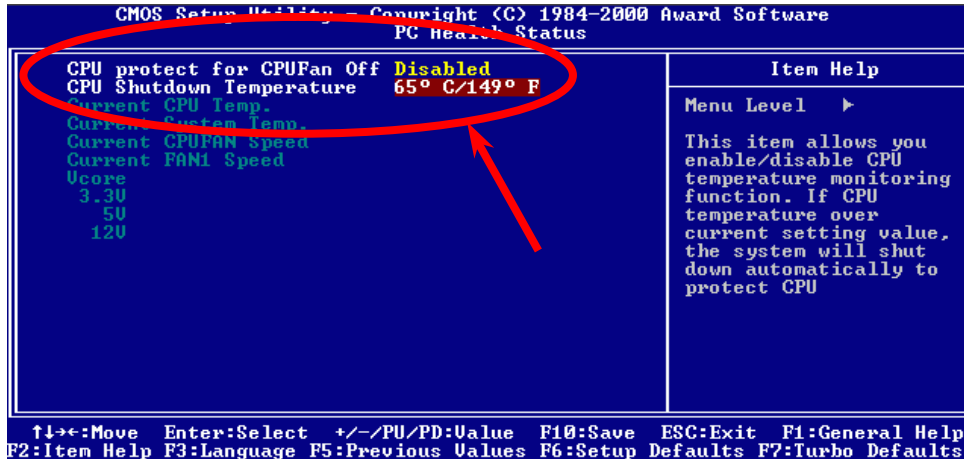 CMOS Setup Utility – Copyright (C) 1984-2000 Award Software
PC Health Status
CPU protect for CPUFan Off Disabled
CPU Shutdown Temperature 65° C/149° F
Current CPU Temp.
Current System Temp.
Current CPUFAN Speed
Current FAN1 Speed
Vcore
3.3V
5V
12V
Item Help
Menu Level ▶
This item allows you
enable/disable CPU
temperature monitoring
function. If CPU
temperature over
current setting value,
the system will shut
down automatically to
protect CPU
↑↓→←:Move Enter:Select +/-/PU/PD:Value F10:Save ESC:Exit F1:General Help
F2:Item Help F3:Language F5:Previous Values F6:Setup Defaults F7:Turbo Defaults